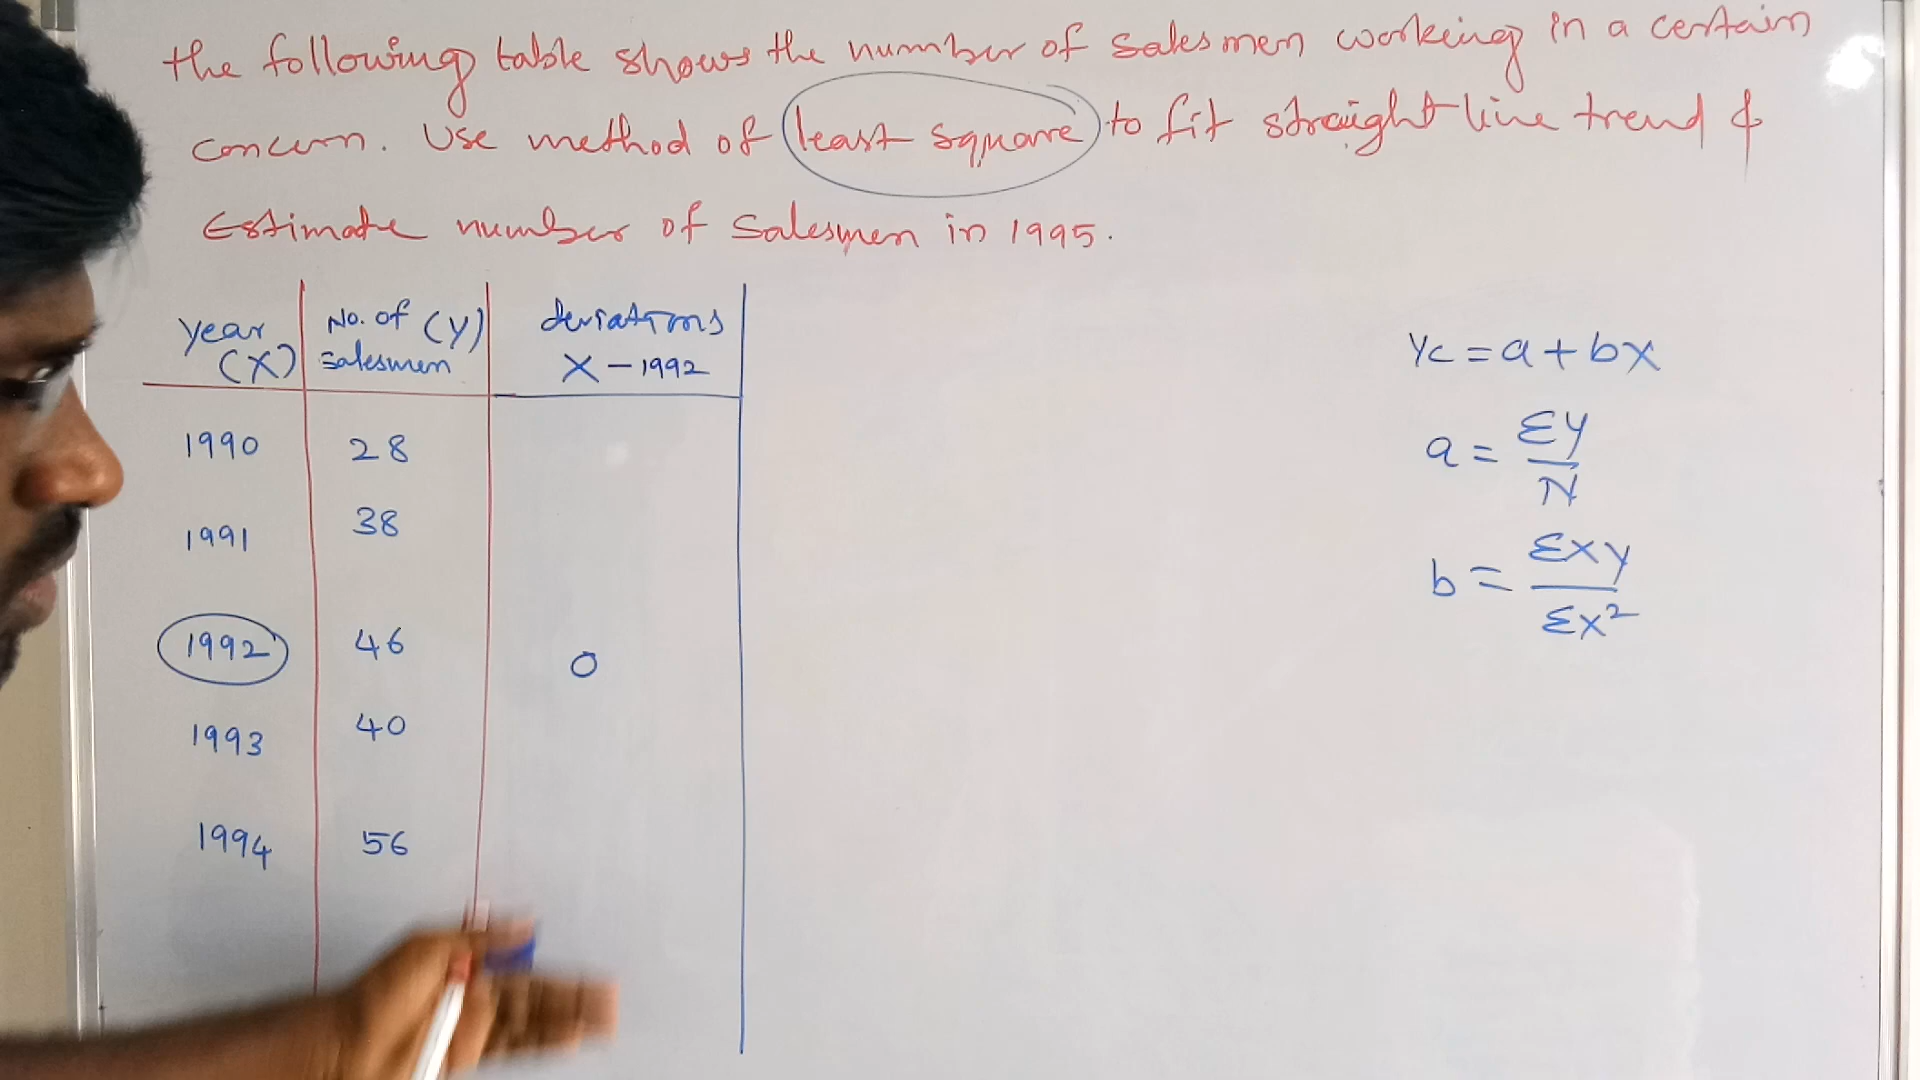 the following table shows the number of salesmen working in a certain
concern. Use method of least square to fit straight line trend &
Estimate number of salesmen in 1995.
year (X) No. of salesmen (Y) deviations X - 1992
1990 28
1991 38
1992 46 0
1993 40
1994 56
Yc = a + bx
a = ΣY / N
b = ΣXY / ΣX²